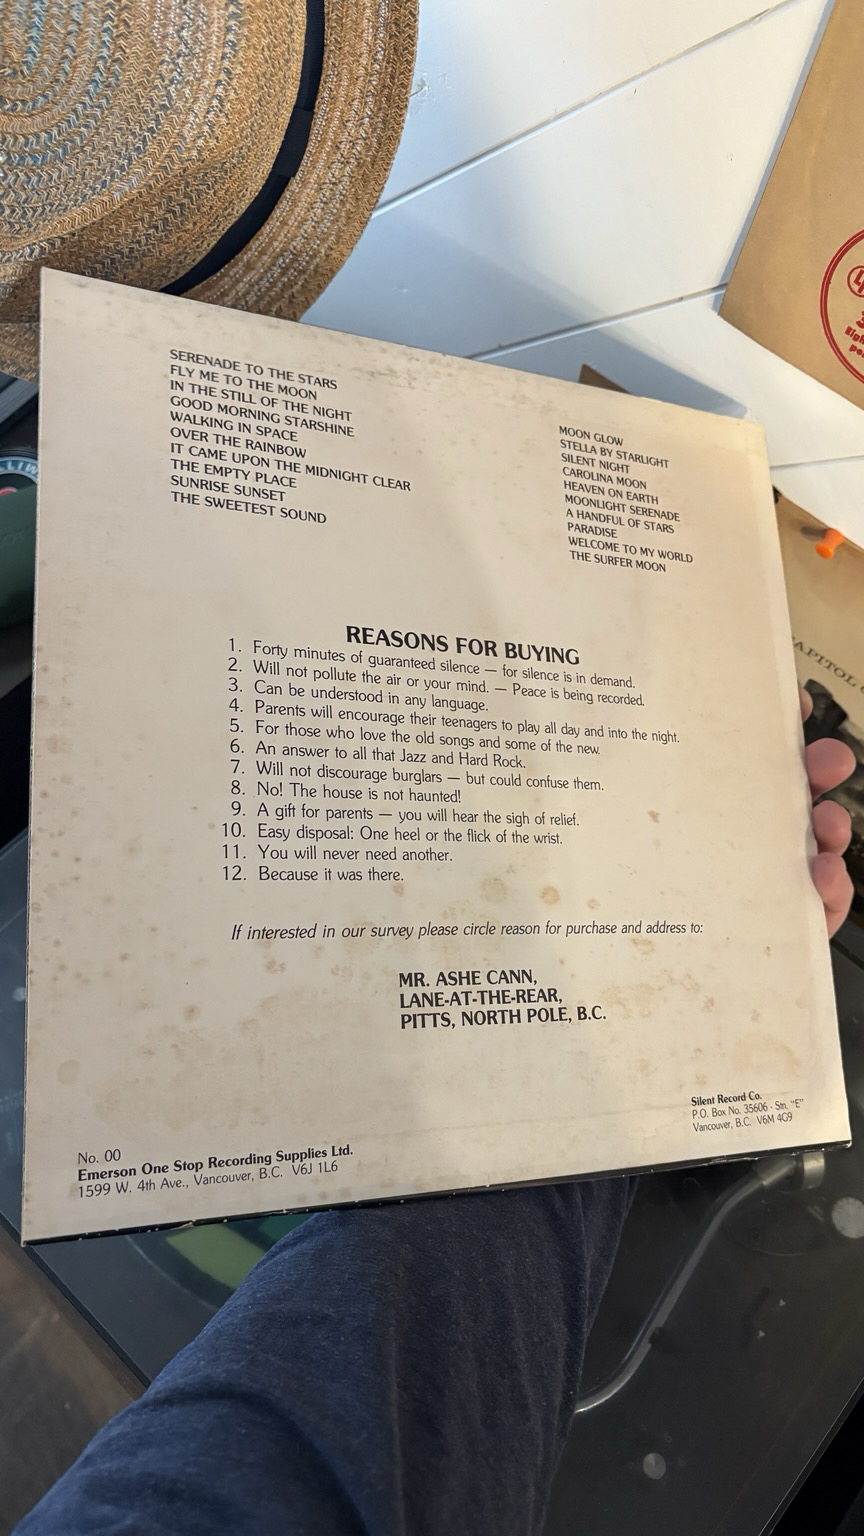 SERENADE TO THE STARS
FLY ME TO THE MOON
IN THE STILL OF THE NIGHT
GOOD MORNING STARSHINE
WALKING IN SPACE
OVER THE RAINBOW
IT CAME UPON THE MIDNIGHT CLEAR
THE EMPTY PLACE
SUNRISE SUNSET
THE SWEETEST SOUND
MOON GLOW
STELLA BY STARLIGHT
SILENT NIGHT
CAROLINA MOON
HEAVEN ON EARTH
MOONLIGHT SERENADE
A HANDFUL OF STARS
PARADISE
WELCOME TO MY WORLD
THE SURFER MOON
REASONS FOR BUYING
1. Forty minutes of guaranteed silence — for silence is in demand.
2. Will not pollute the air or your mind. — Peace is being recorded.
3. Can be understood in any language.
4. Parents will encourage their teenagers to play all day and into the night.
5. For those who love the old songs and some of the new.
6. An answer to all that Jazz and Hard Rock.
7. Will not discourage burglars — but could confuse them.
8. No! The house is not haunted!
9. A gift for parents — you will hear the sigh of relief.
10. Easy disposal: One heel or the flick of the wrist.
11. You will never need another.
12. Because it was there.
If interested in our survey please circle reason for purchase and address to:
MR. ASHE CANN,
LANE-AT-THE-REAR,
PITTS, NORTH POLE, B.C.
Silent Record Co.
P.O. Box No. 35606 - Stn. "E"
Vancouver, B.C. V6M 4G9
No. 00
Emerson One Stop Recording Supplies Ltd.
1599 W. 4th Ave., Vancouver, B.C. V6J 1L6
CAPITOL